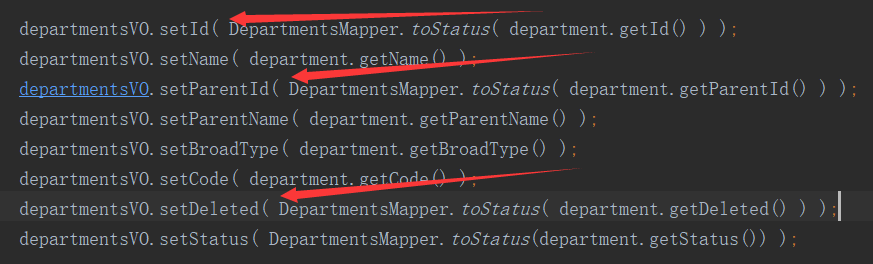 departmentsVO.setId( DepartmentsMapper.toStatus( department.getId() ) );
departmentsVO.setName( department.getName() );
departmentsVO.setParentId( DepartmentsMapper.toStatus( department.getParentId() ) );
departmentsVO.setParentName( department.getParentName() );
departmentsVO.setBroadType( department.getBroadType() );
departmentsVO.setCode( department.getCode() );
departmentsVO.setDeleted( DepartmentsMapper.toStatus( department.getDeleted() ) );
departmentsVO.setStatus( DepartmentsMapper.toStatus(department.getStatus()) );